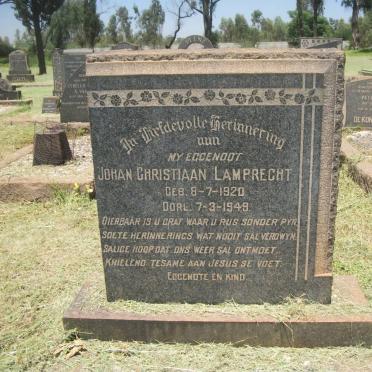 In Liefdevolle Herinnering
aan
MY EGGENOOT
JOHAN CHRISTIAAN LAMPRECHT
GEB. 8-7-1920
OORL. 7-3-1949.
DIERBAAR IS U GRAF WAAR U RUS SONDER PYN,
SOETE HERINNERINGS WAT NOOIT SAL VERDWYN.
SALIGE HOOP DAT ONS WEER SAL ONTMOET,
KNIELEND TESAME AAN JESUS SE VOET.
EGGENOTE EN KIND.